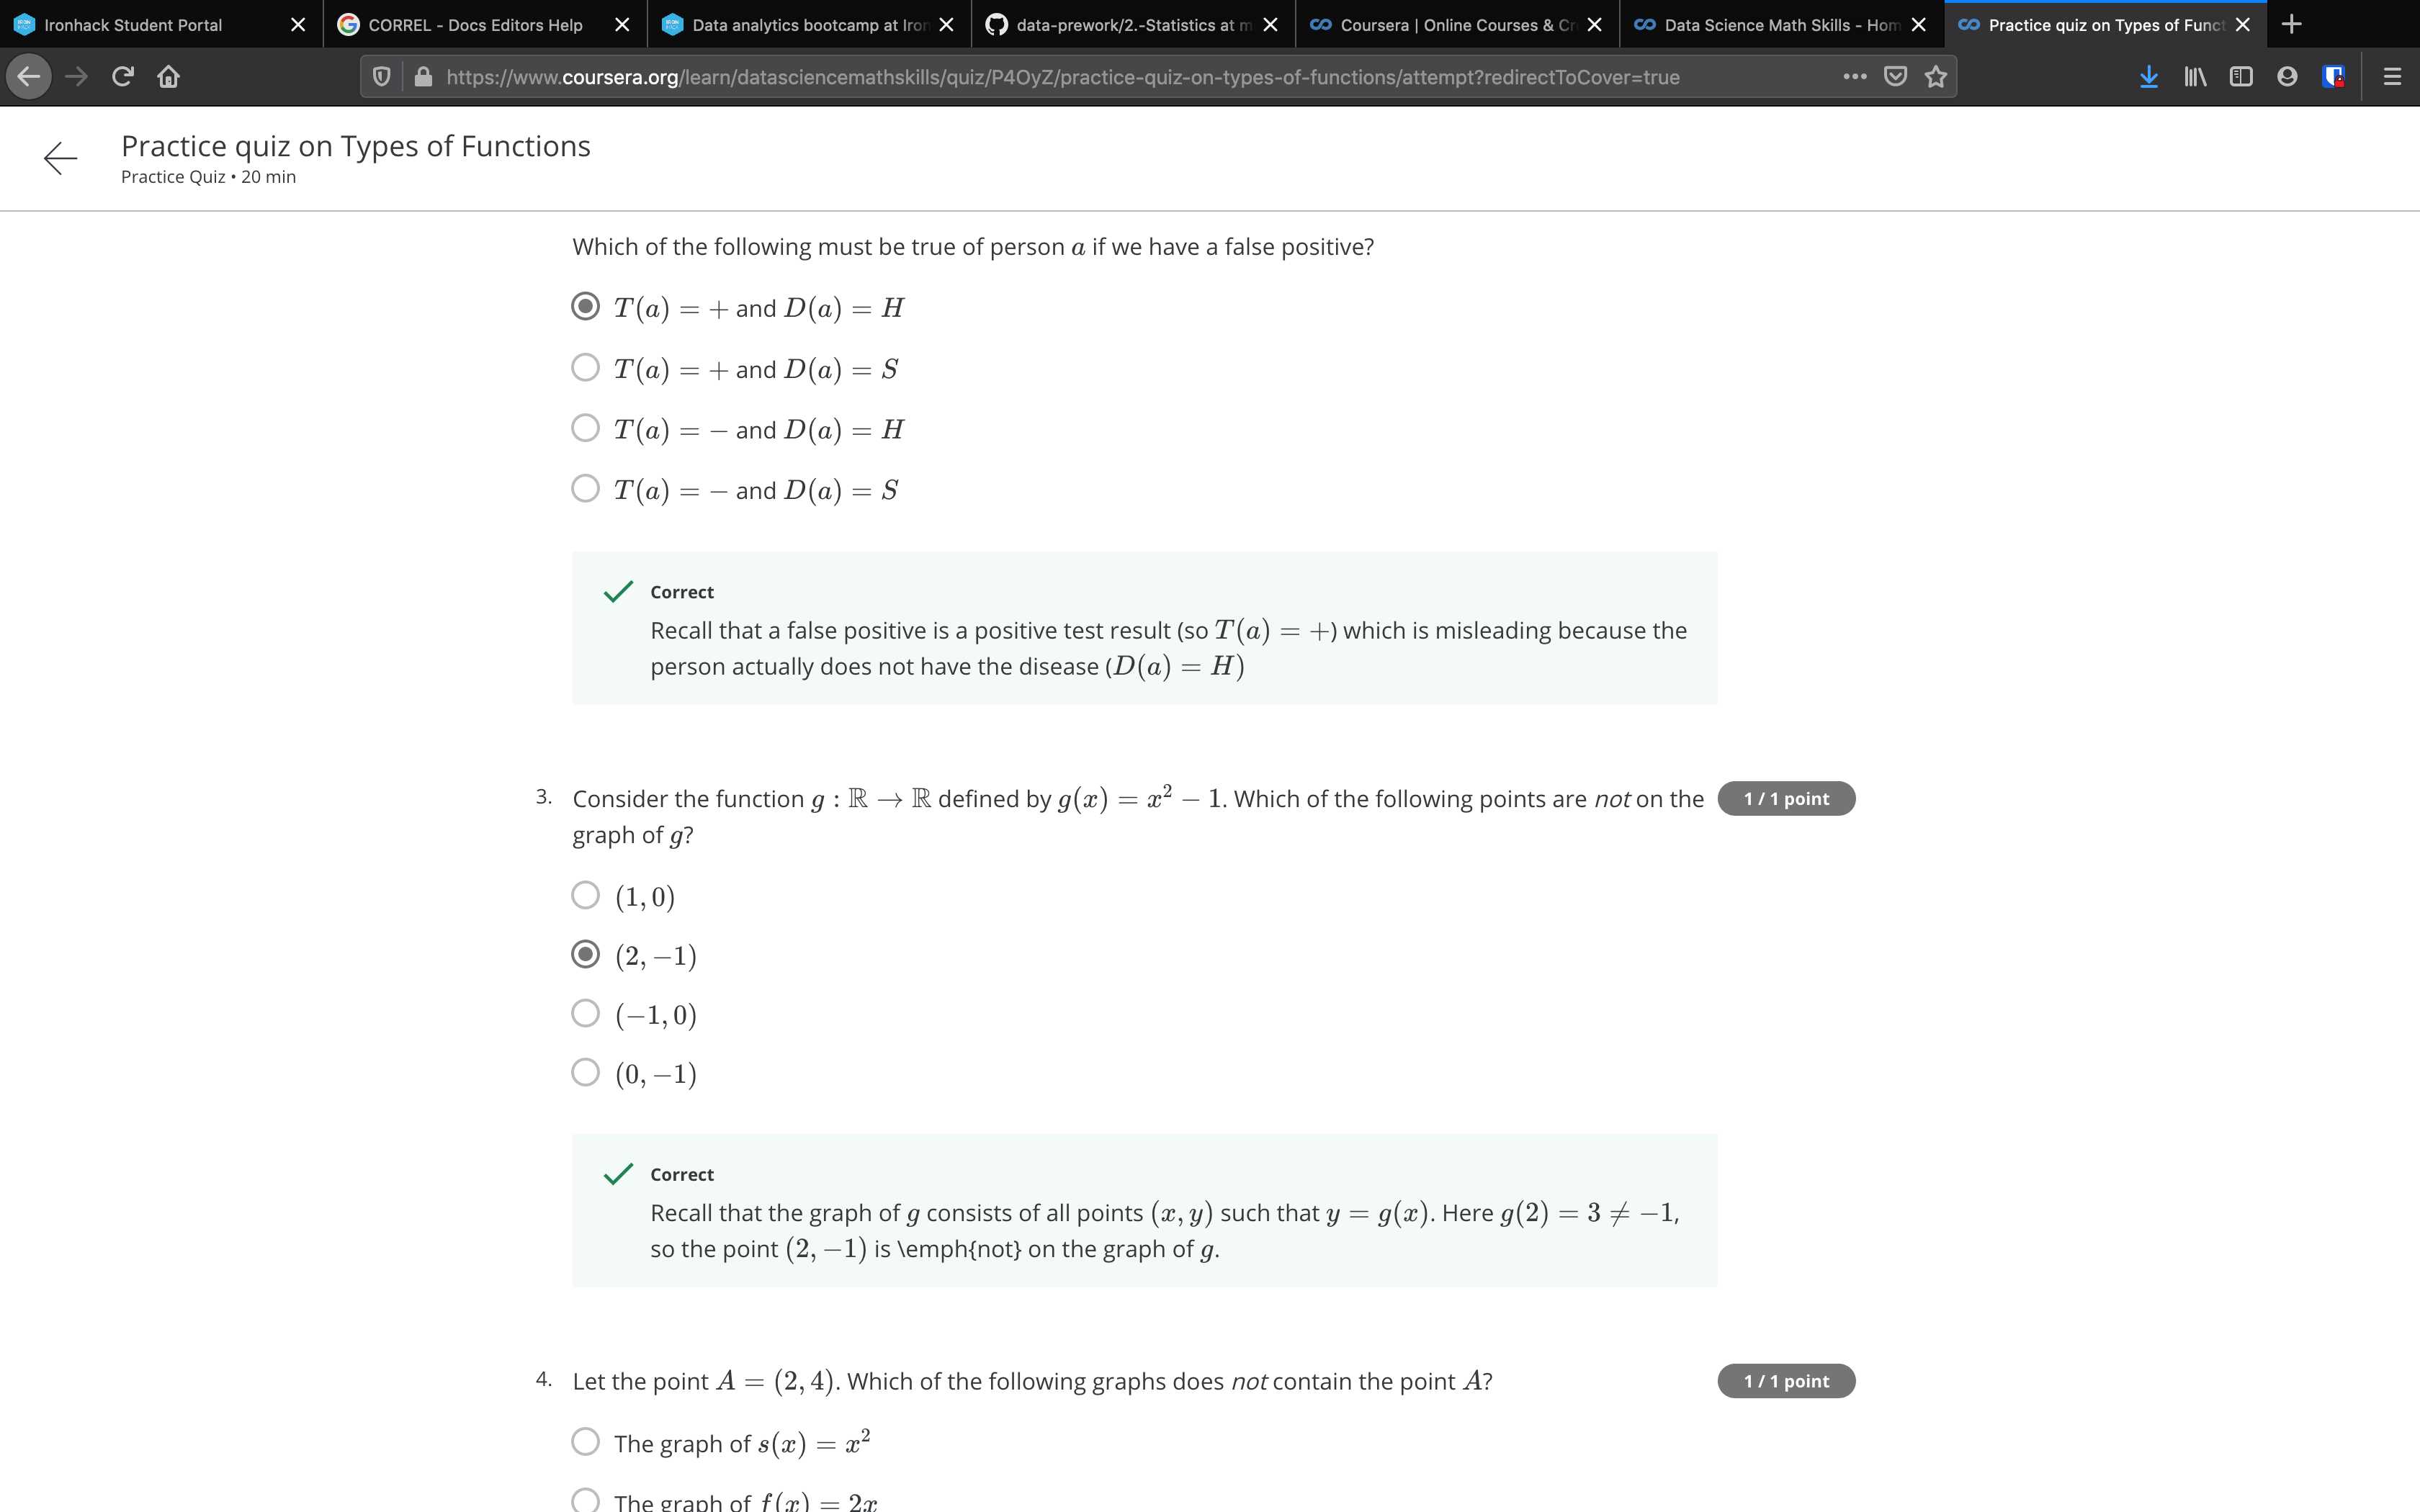 Ironhack Student Portal
CORREL - Docs Editors Help
Data analytics bootcamp at Iron
data-prework/2.-Statistics at m
Coursera | Online Courses & Cr
Data Science Math Skills - Hom
Practice quiz on Types of Funct
https://www.coursera.org/learn/datasciencemathskills/quiz/P4OyZ/practice-quiz-on-types-of-functions/attempt?redirectToCover=true
Practice quiz on Types of Functions
Practice Quiz • 20 min
Which of the following must be true of person a if we have a false positive?
T(a) = + and D(a) = H
T(a) = + and D(a) = S
T(a) = − and D(a) = H
T(a) = − and D(a) = S
Correct
Recall that a false positive is a positive test result (so T(a) = +) which is misleading because the
person actually does not have the disease (D(a) = H)
3. Consider the function g : ℝ → ℝ defined by g(x) = x² − 1. Which of the following points are not on the
1 / 1 point
graph of g?
(1, 0)
(2, −1)
(−1, 0)
(0, −1)
Correct
Recall that the graph of g consists of all points (x, y) such that y = g(x). Here g(2) = 3 ≠ −1,
so the point (2, −1) is \emph{not} on the graph of g.
4. Let the point A = (2, 4). Which of the following graphs does not contain the point A?
1 / 1 point
The graph of s(x) = x²
The graph of f(x) = 2x